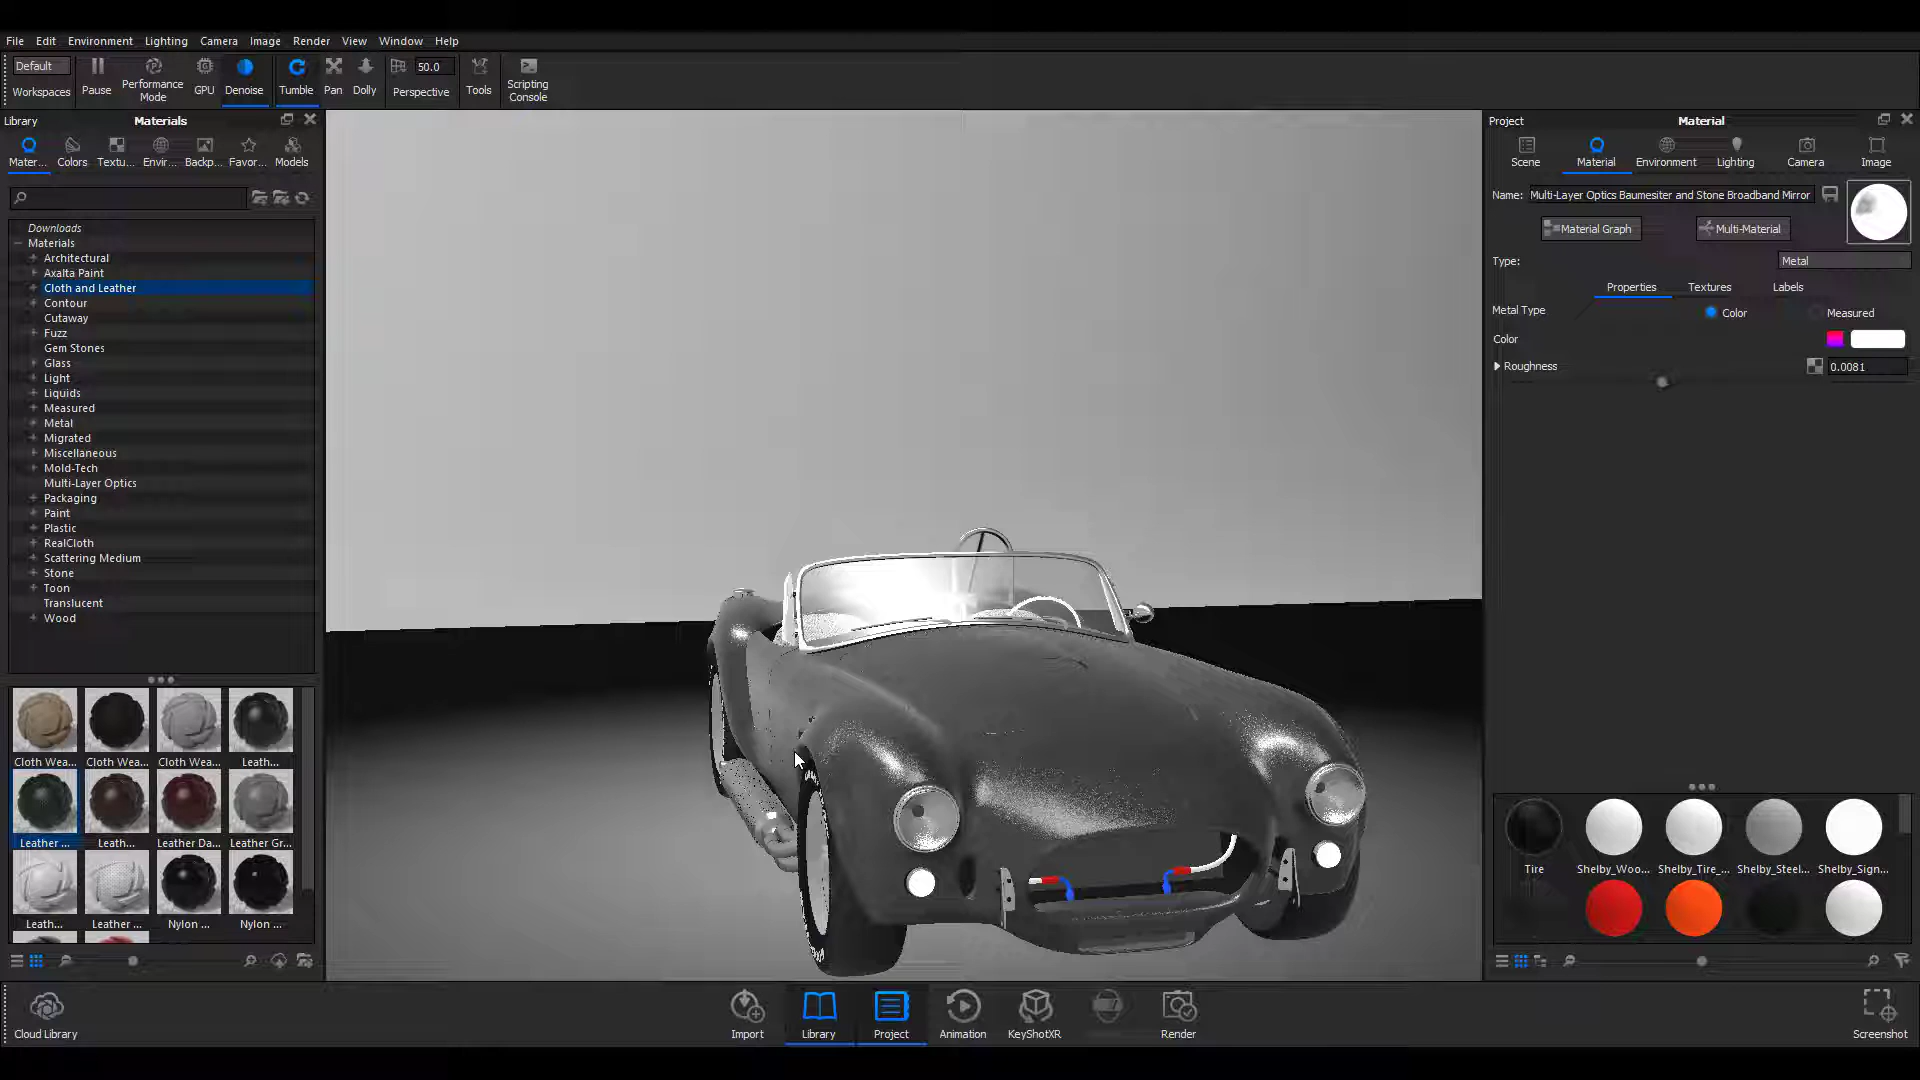 File Edit Environment Lighting Camera Image Render View Window Help
Default 50.0
Workspaces Pause Performance Mode GPU Denoise Tumble Pan Dolly Perspective Tools Scripting Console
Library Materials
Mater... Colors Textu... Envir... Backp... Favor... Models
Downloads
Materials
Architectural
Axalta Paint
Cloth and Leather
Contour
Cutaway
Fuzz
Gem Stones
Glass
Light
Liquids
Measured
Metal
Migrated
Miscellaneous
Mold-Tech
Multi-Layer Optics
Packaging
Paint
Plastic
RealCloth
Scattering Medium
Stone
Toon
Translucent
Wood
Cloth Wea... Cloth Wea... Cloth Wea... Leath...
Leather ... Leath... Leather Da... Leather Gr...
Leath... Leather ... Nylon ... Nylon ...
Project Material
Scene Material Environment Lighting Camera Image
Name: Multi-Layer Optics Baumesiter and Stone Broadband Mirror
Material Graph Multi-Material
Type: Metal
Properties Textures Labels
Metal Type Color Measured
Color
Roughness 0.0081
Tire Shelby_Woo... Shelby_Tire_... Shelby_Steel... Shelby_Sign...
Cloud Library Import Library Project Animation KeyShotXR Render Screenshot